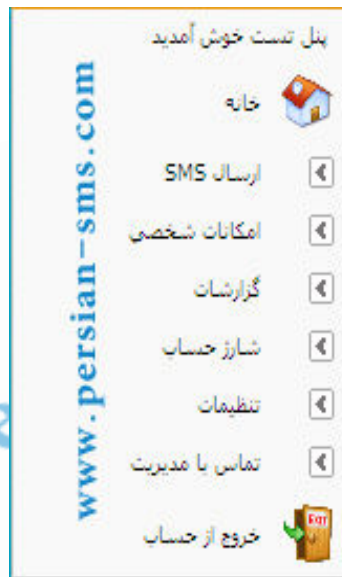 پنل تست خوش آمدید
خانه
ارسال SMS
امکانات شخصی
گزارشات
شارژ حساب
تنظیمات
تماس با مدیریت
خروج از حساب
EXIT
www.persian-sms.com